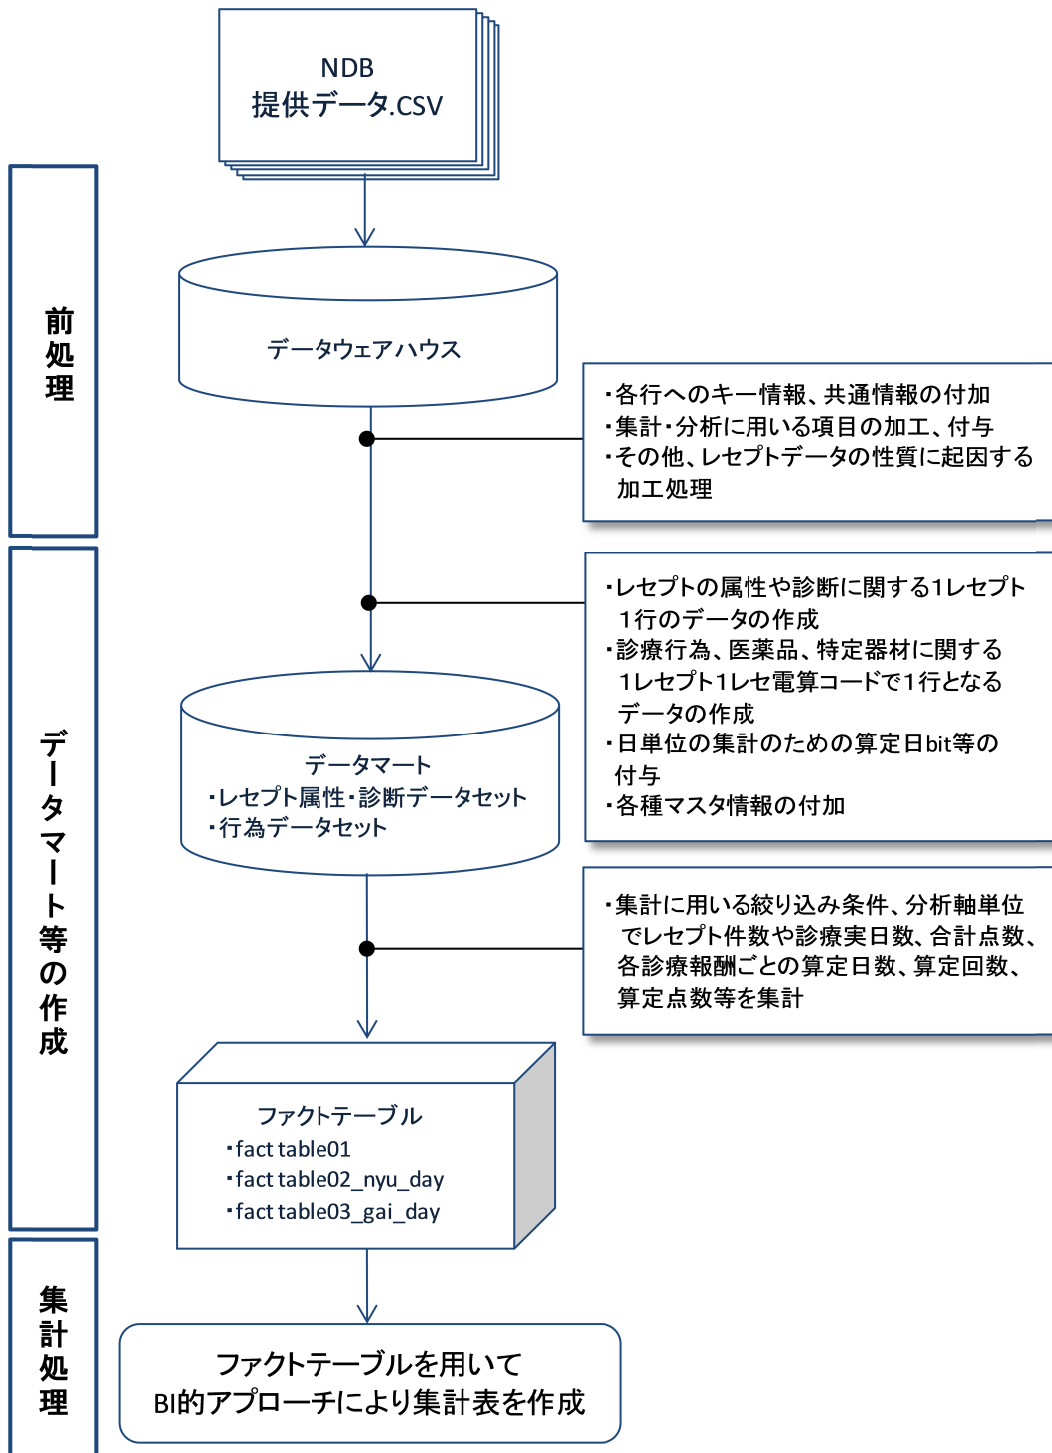 NDB
提供データ.CSV
前処理
データウェアハウス
・各行へのキー情報、共通情報の付加
・集計・分析に用いる項目の加工、付与
・その他、レセプトデータの性質に起因する
加工処理
データマート等の作成
・レセプトの属性や診断に関する1レセプト
1行のデータの作成
・診療行為、医薬品、特定器材に関する
1レセプト1レセ電算コードで1行となる
データの作成
・日単位の集計のための算定日bit等の
付与
・各種マスタ情報の付加
データマート
・レセプト属性・診断データセット
・行為データセット
・集計に用いる絞り込み条件、分析軸単位
でレセプト件数や診療実日数、合計点数、
各診療報酬ごとの算定日数、算定回数、
算定点数等を集計
ファクトテーブル
・fact table01
・fact table02_nyu_day
・fact table03_gai_day
集計処理
ファクトテーブルを用いて
BI的アプローチにより集計表を作成